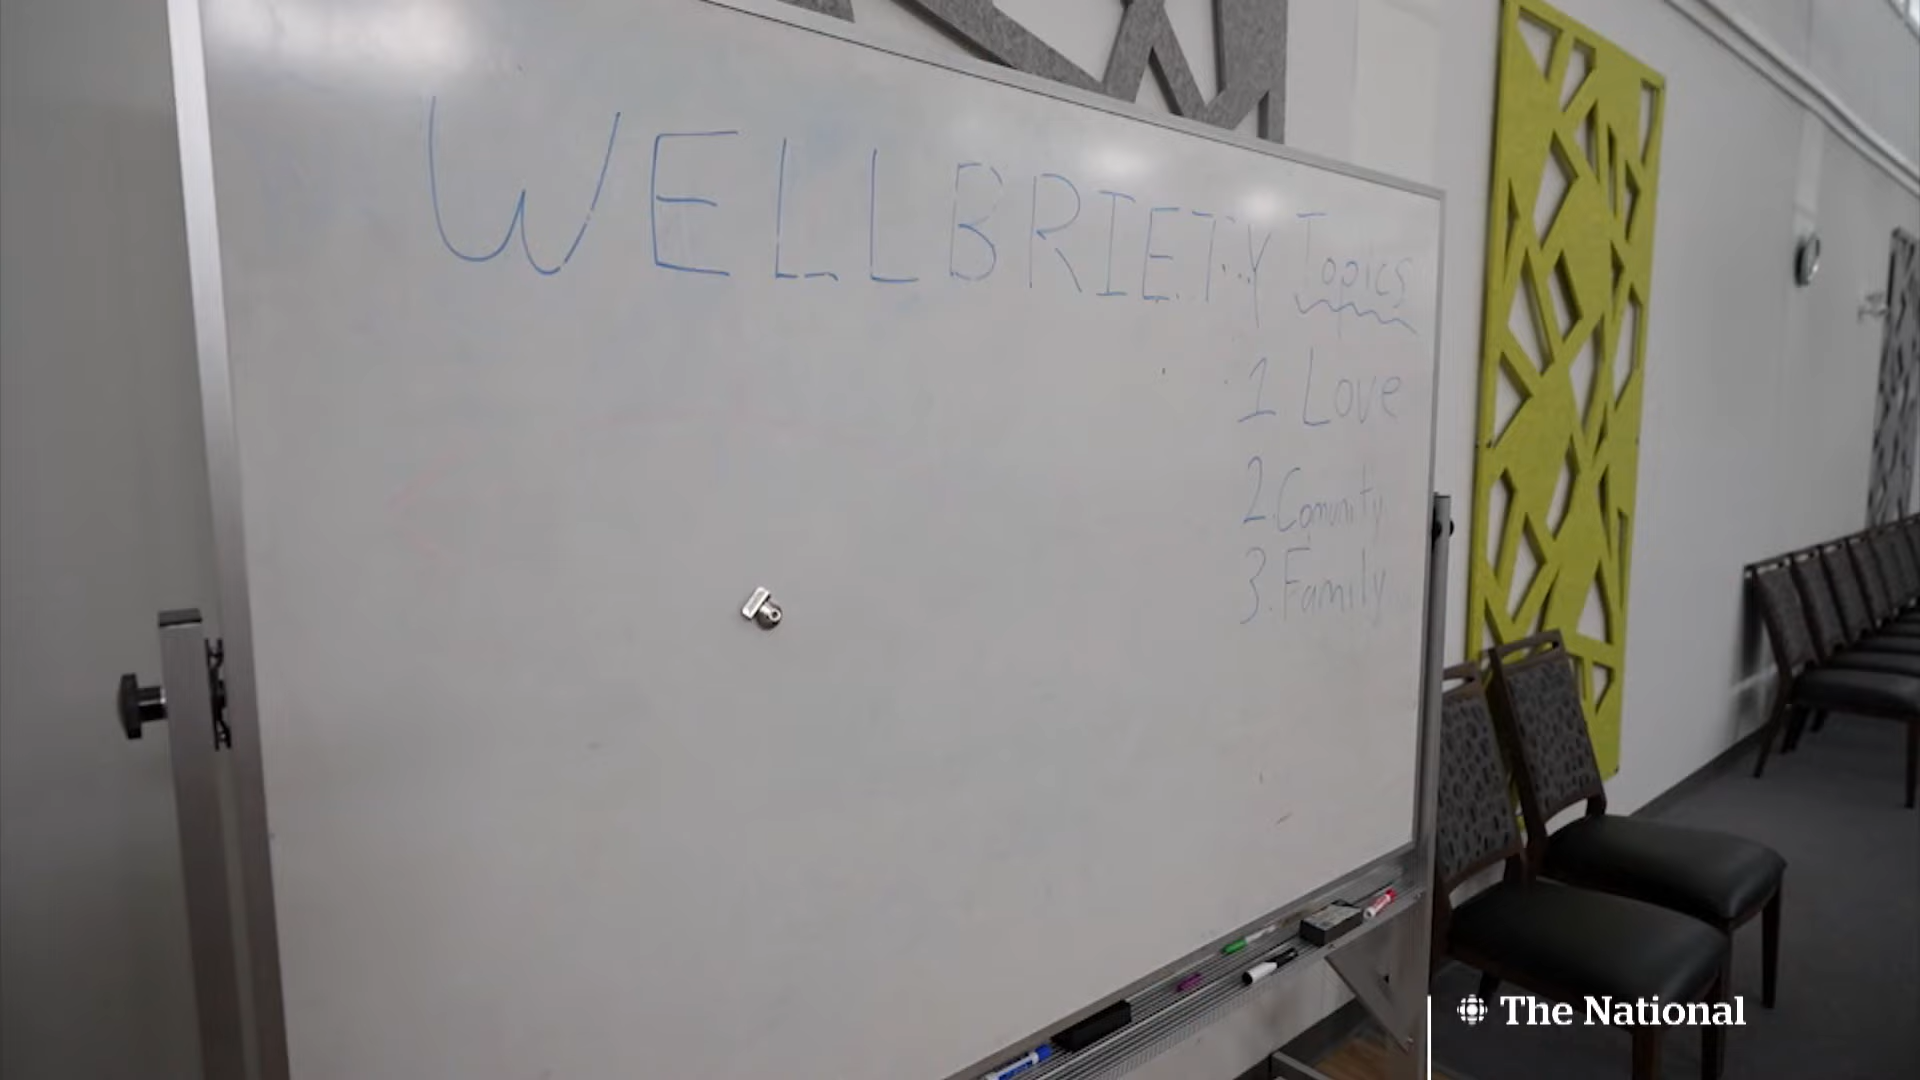 WELLBRIETY Topics
1 Love
2. Comunity
3. Family
The National